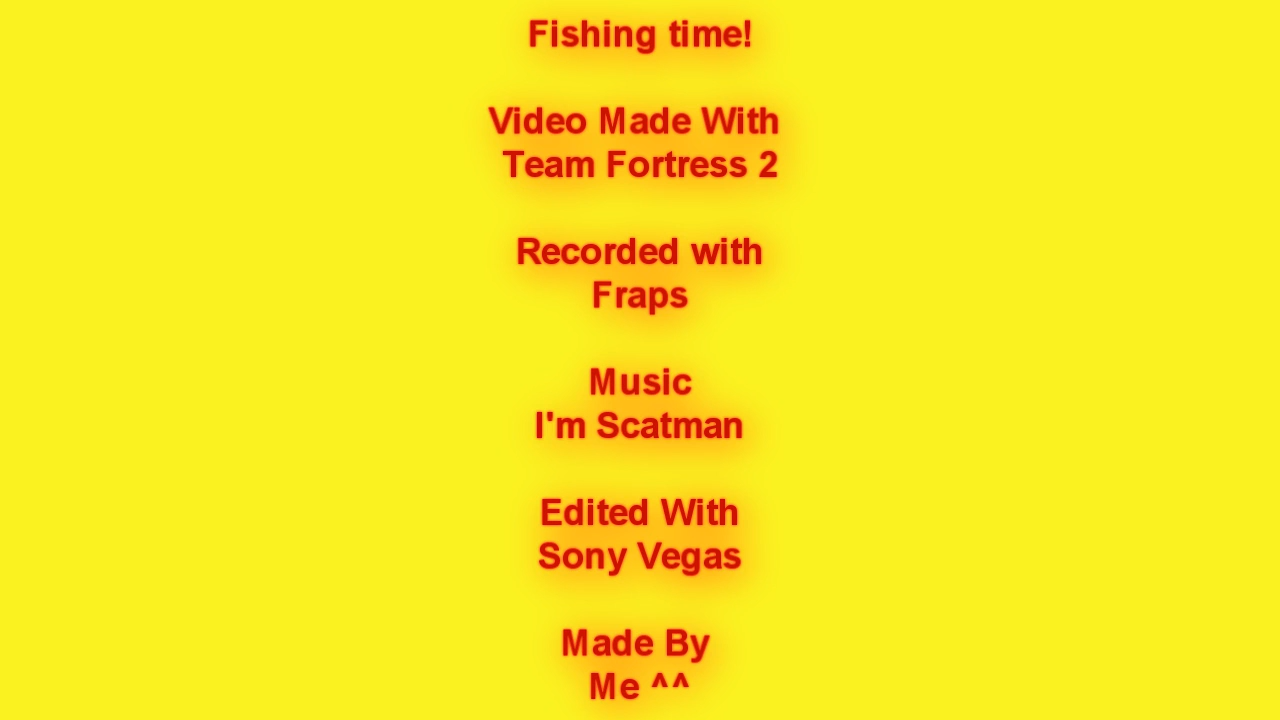 Fishing time!
Video Made With
Team Fortress 2
Recorded with
Fraps
Music
I'm Scatman
Edited With
Sony Vegas
Made By
Me ^^